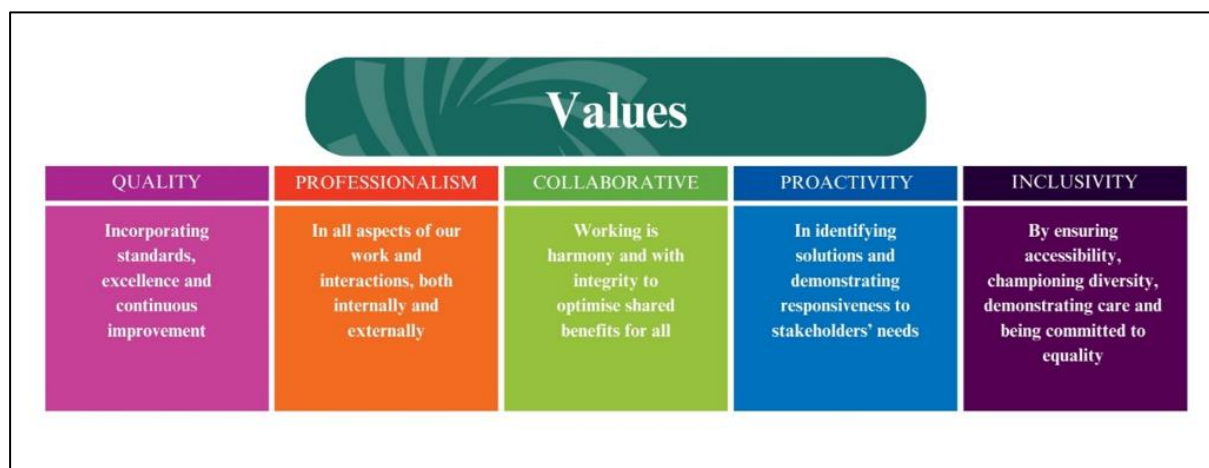 Values
QUALITY
Incorporating
standards,
excellence and
continuous
improvement
PROFESSIONALISM
In all aspects of our
work and
interactions, both
internally and
externally
COLLABORATIVE
Working is
harmony and with
integrity to
optimise shared
benefits for all
PROACTIVITY
In identifying
solutions and
demonstrating
responsiveness to
stakeholders’ needs
INCLUSIVITY
By ensuring
accessibility,
championing diversity,
demonstrating care and
being committed to
equality